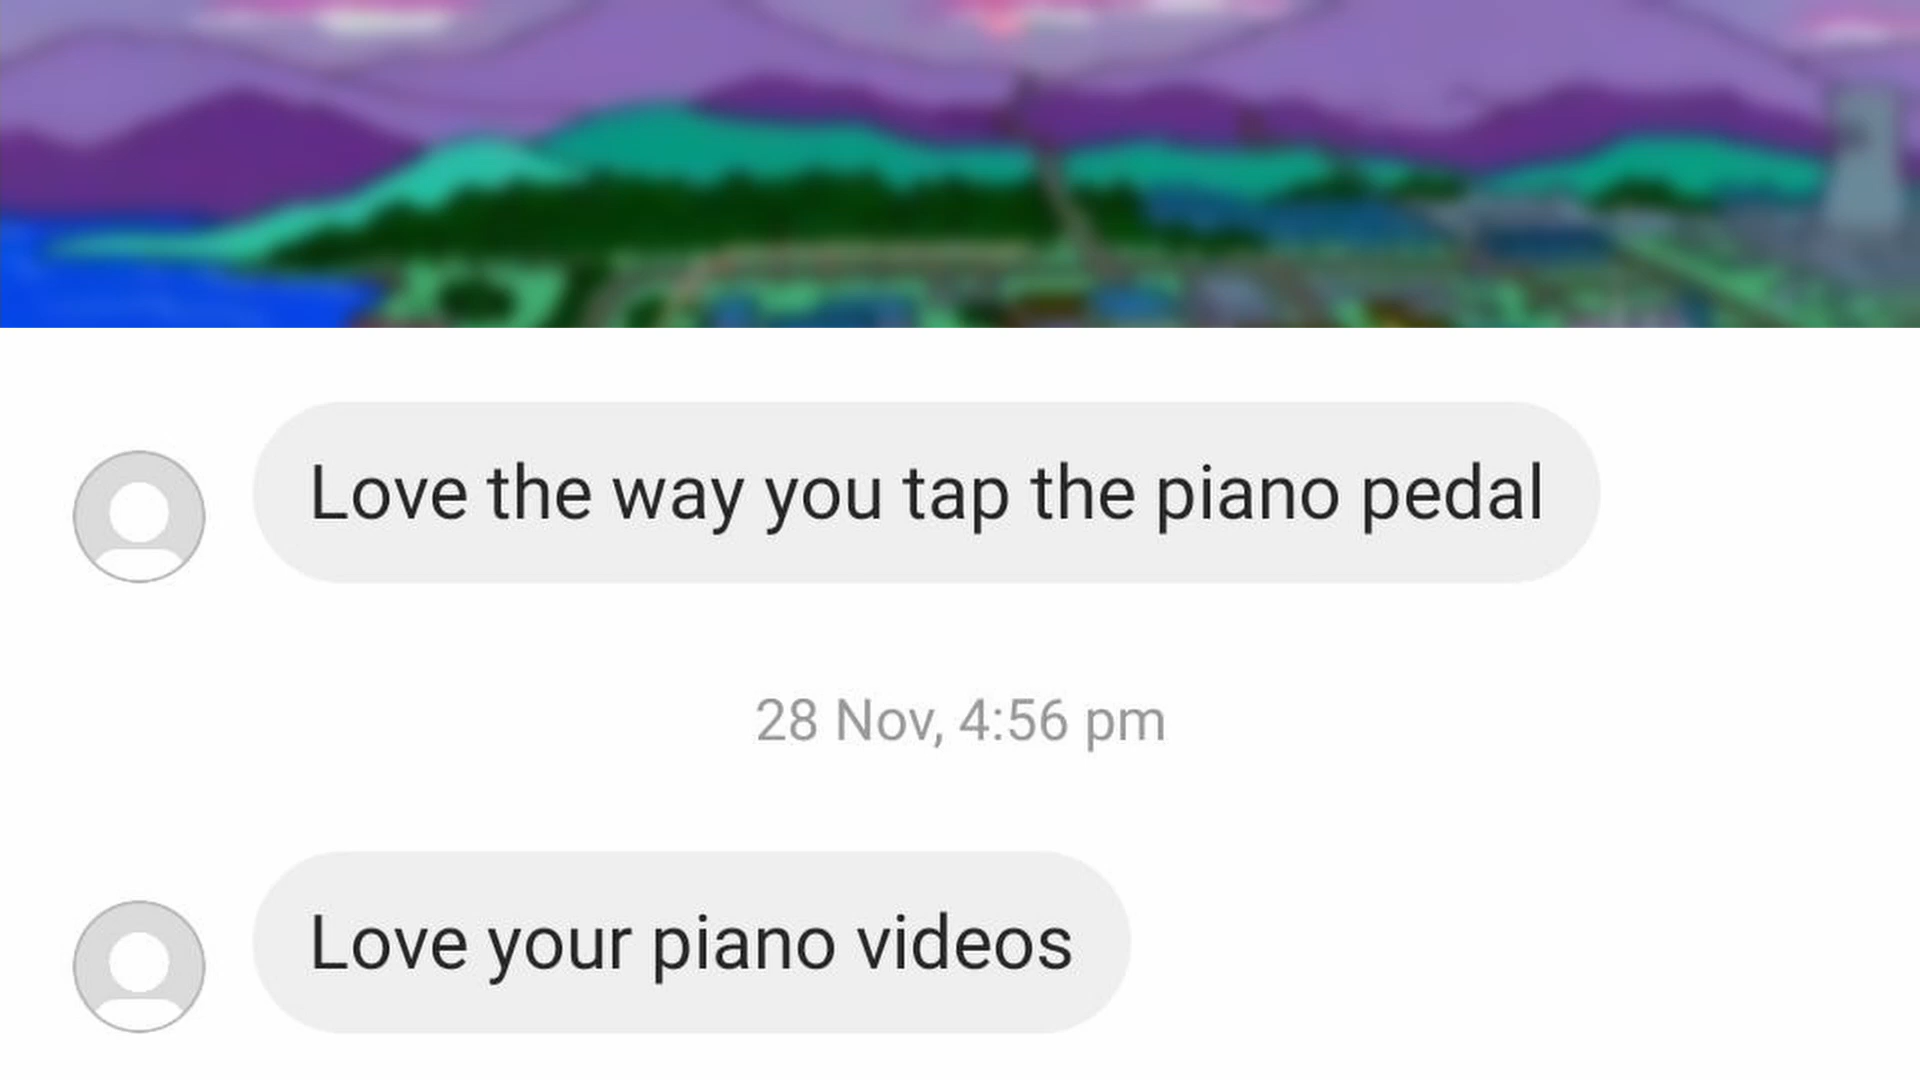 Love the way you tap the piano pedal
28 Nov, 4:56 pm
Love your piano videos